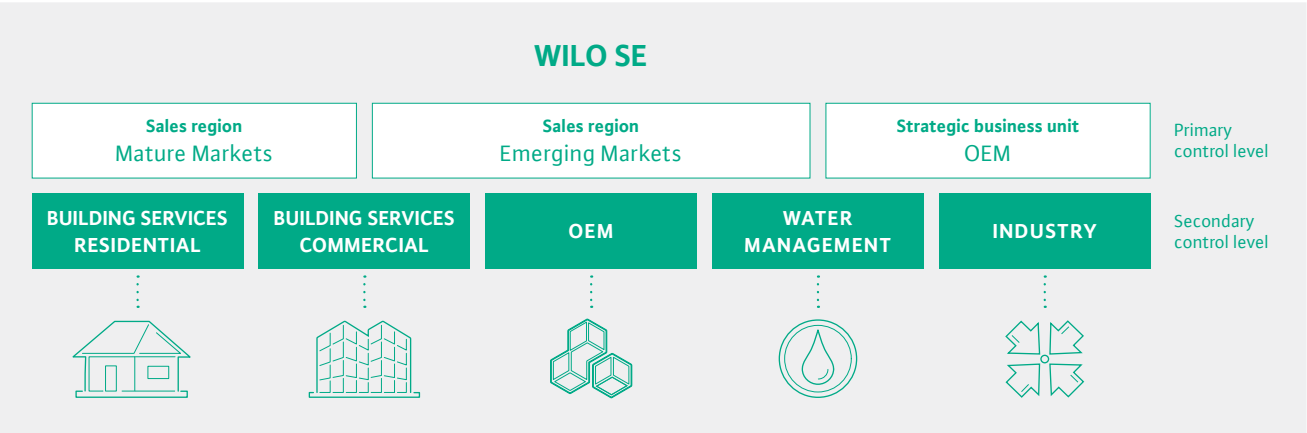 WILO SE
Sales region
Mature Markets
Sales region
Emerging Markets
Strategic business unit
OEM
Primary
control level
BUILDING SERVICES
RESIDENTIAL
BUILDING SERVICES
COMMERCIAL
OEM
WATER
MANAGEMENT
INDUSTRY
Secondary
control level